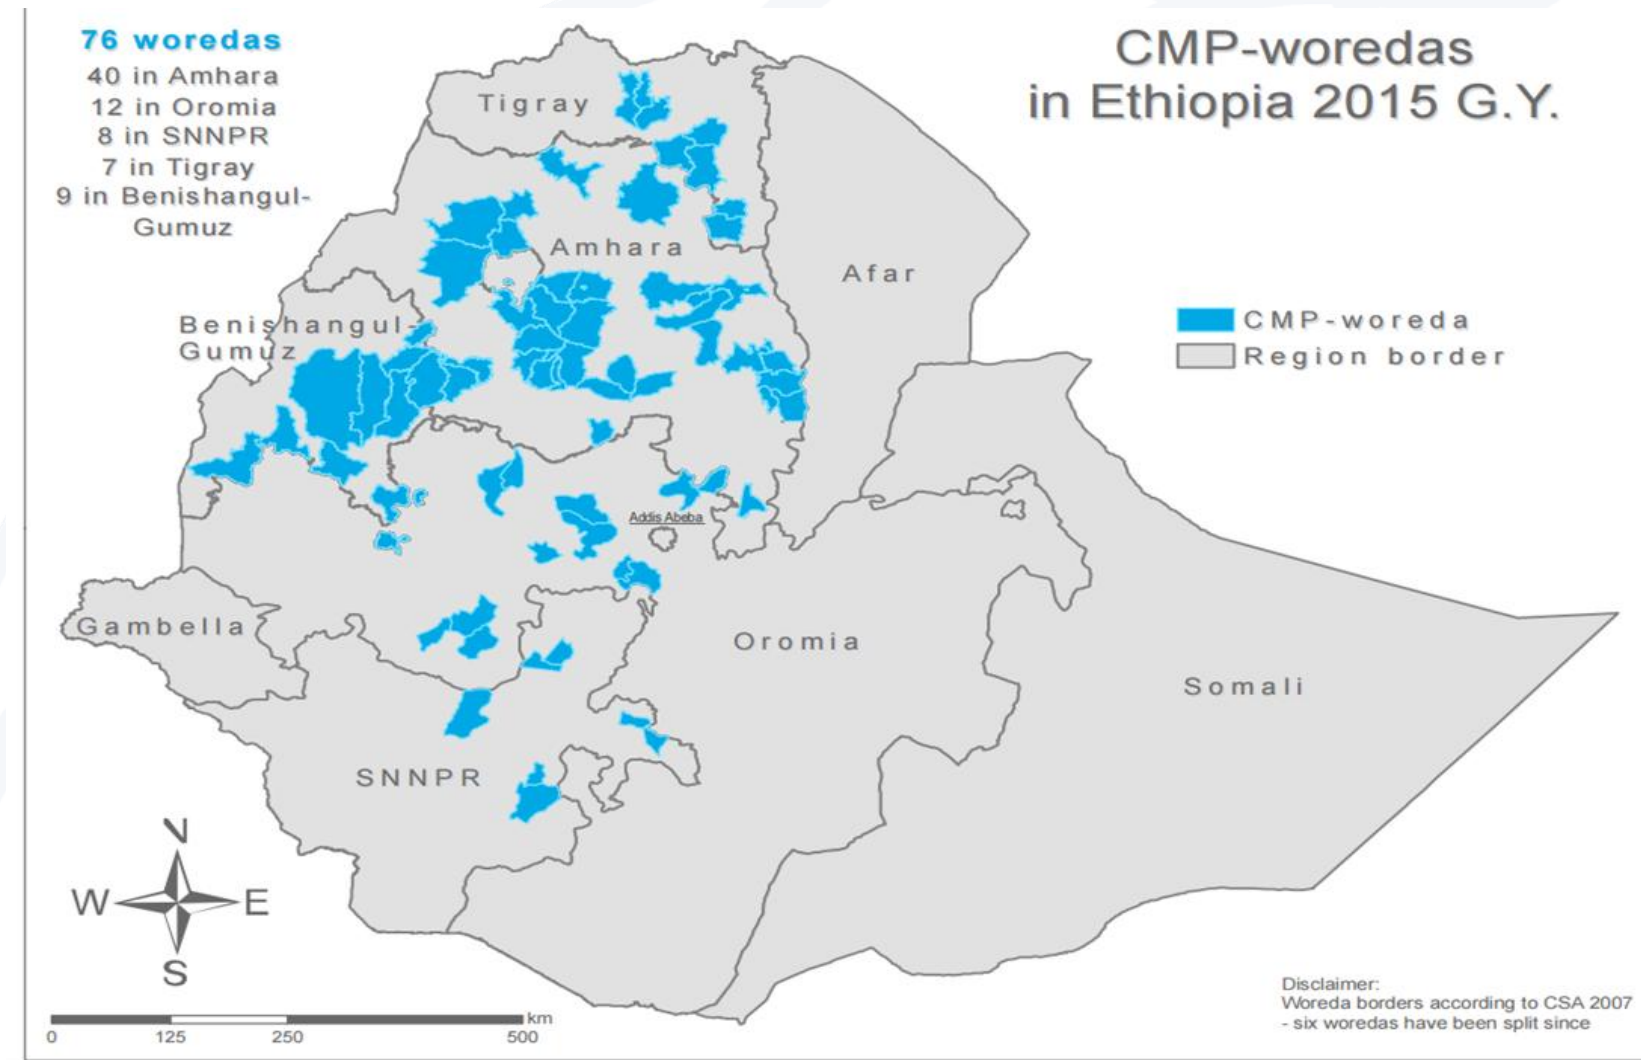 76 woredas
40 in Amhara
12 in Oromia
8 in SNNPR
7 in Tigray
9 in Benishangul-
Gumuz
CMP-woredas
in Ethiopia 2015 G.Y.
Tigray
Amhara
Afar
Benishangul-
Gumuz
CMP-woreda
Region border
Addis Abeba
Gambella
Oromia
Somali
SNNPR
N
W
E
S
km
0
125
250
500
Disclaimer:
Woreda borders according to CSA 2007
- six woredas have been split since